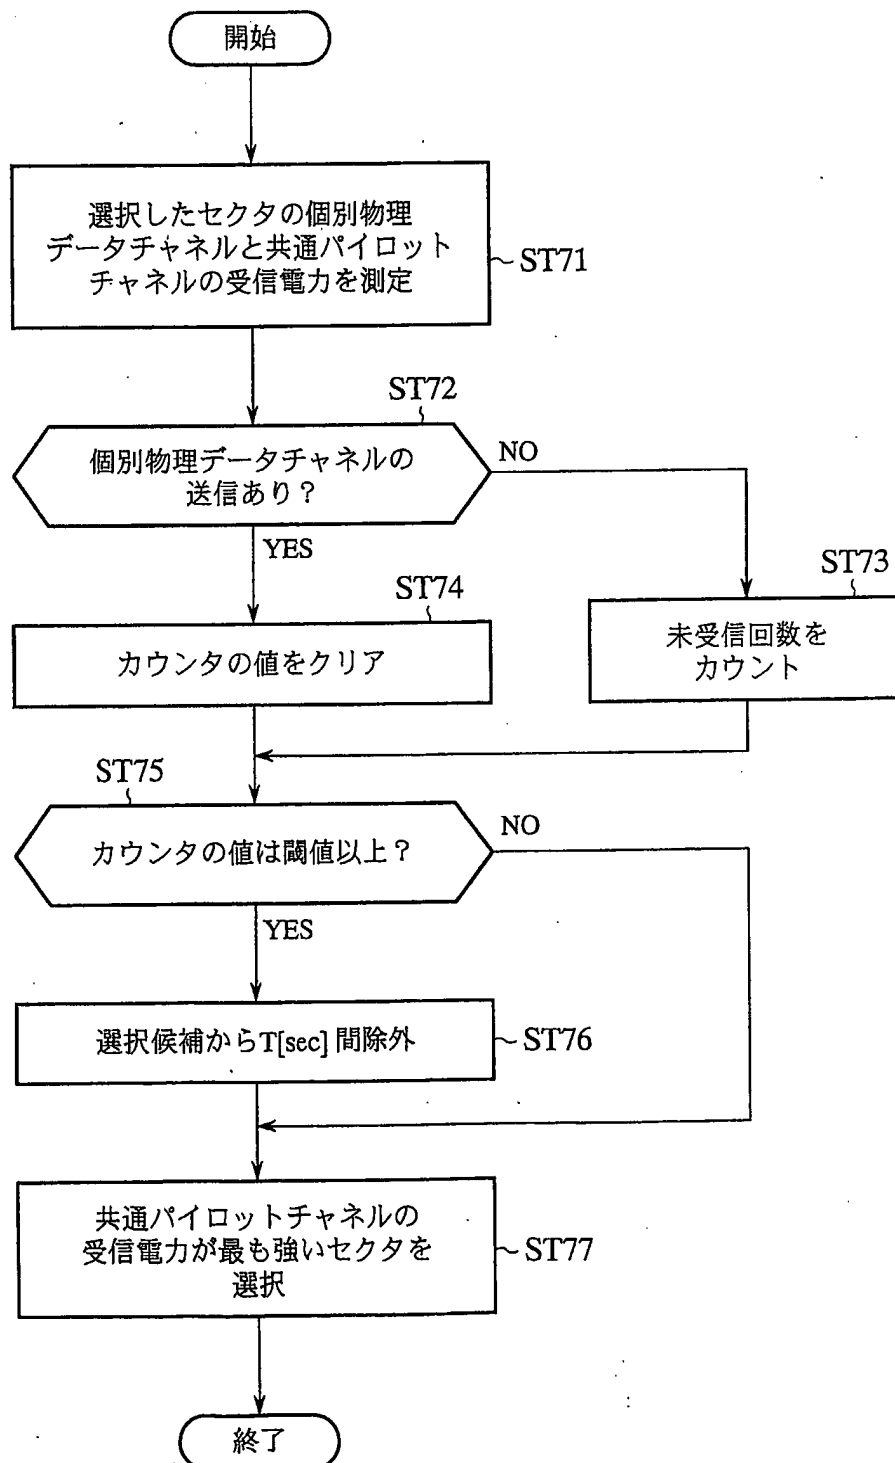 開始
選択したセクタの個別物理
データチャネルと共通パイロット
チャネルの受信電力を測定
ST71
ST72
個別物理データチャネルの
送信あり？
NO
YES
ST73
未受信回数を
カウント
ST74
カウンタの値をクリア
ST75
カウンタの値は閾値以上？
NO
YES
選択候補からT[sec]間除外
ST76
共通パイロットチャネルの
受信電力が最も強いセクタを
選択
ST77
終了